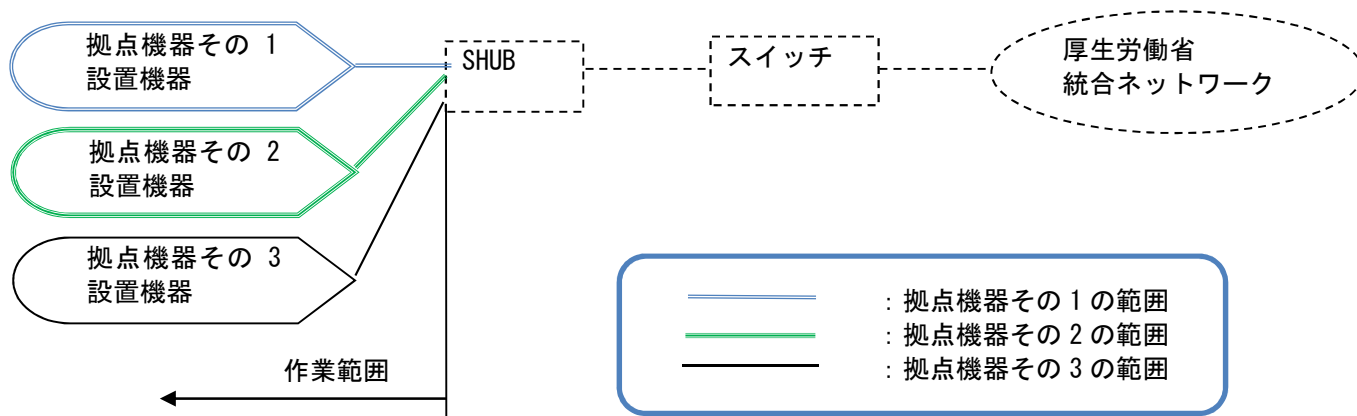 拠点機器その 1
設置機器
SHUB
スイッチ
厚生労働省
統合ネットワーク
拠点機器その 2
設置機器
拠点機器その 3
設置機器
：拠点機器その１の範囲
：拠点機器その２の範囲
：拠点機器その３の範囲
作業範囲